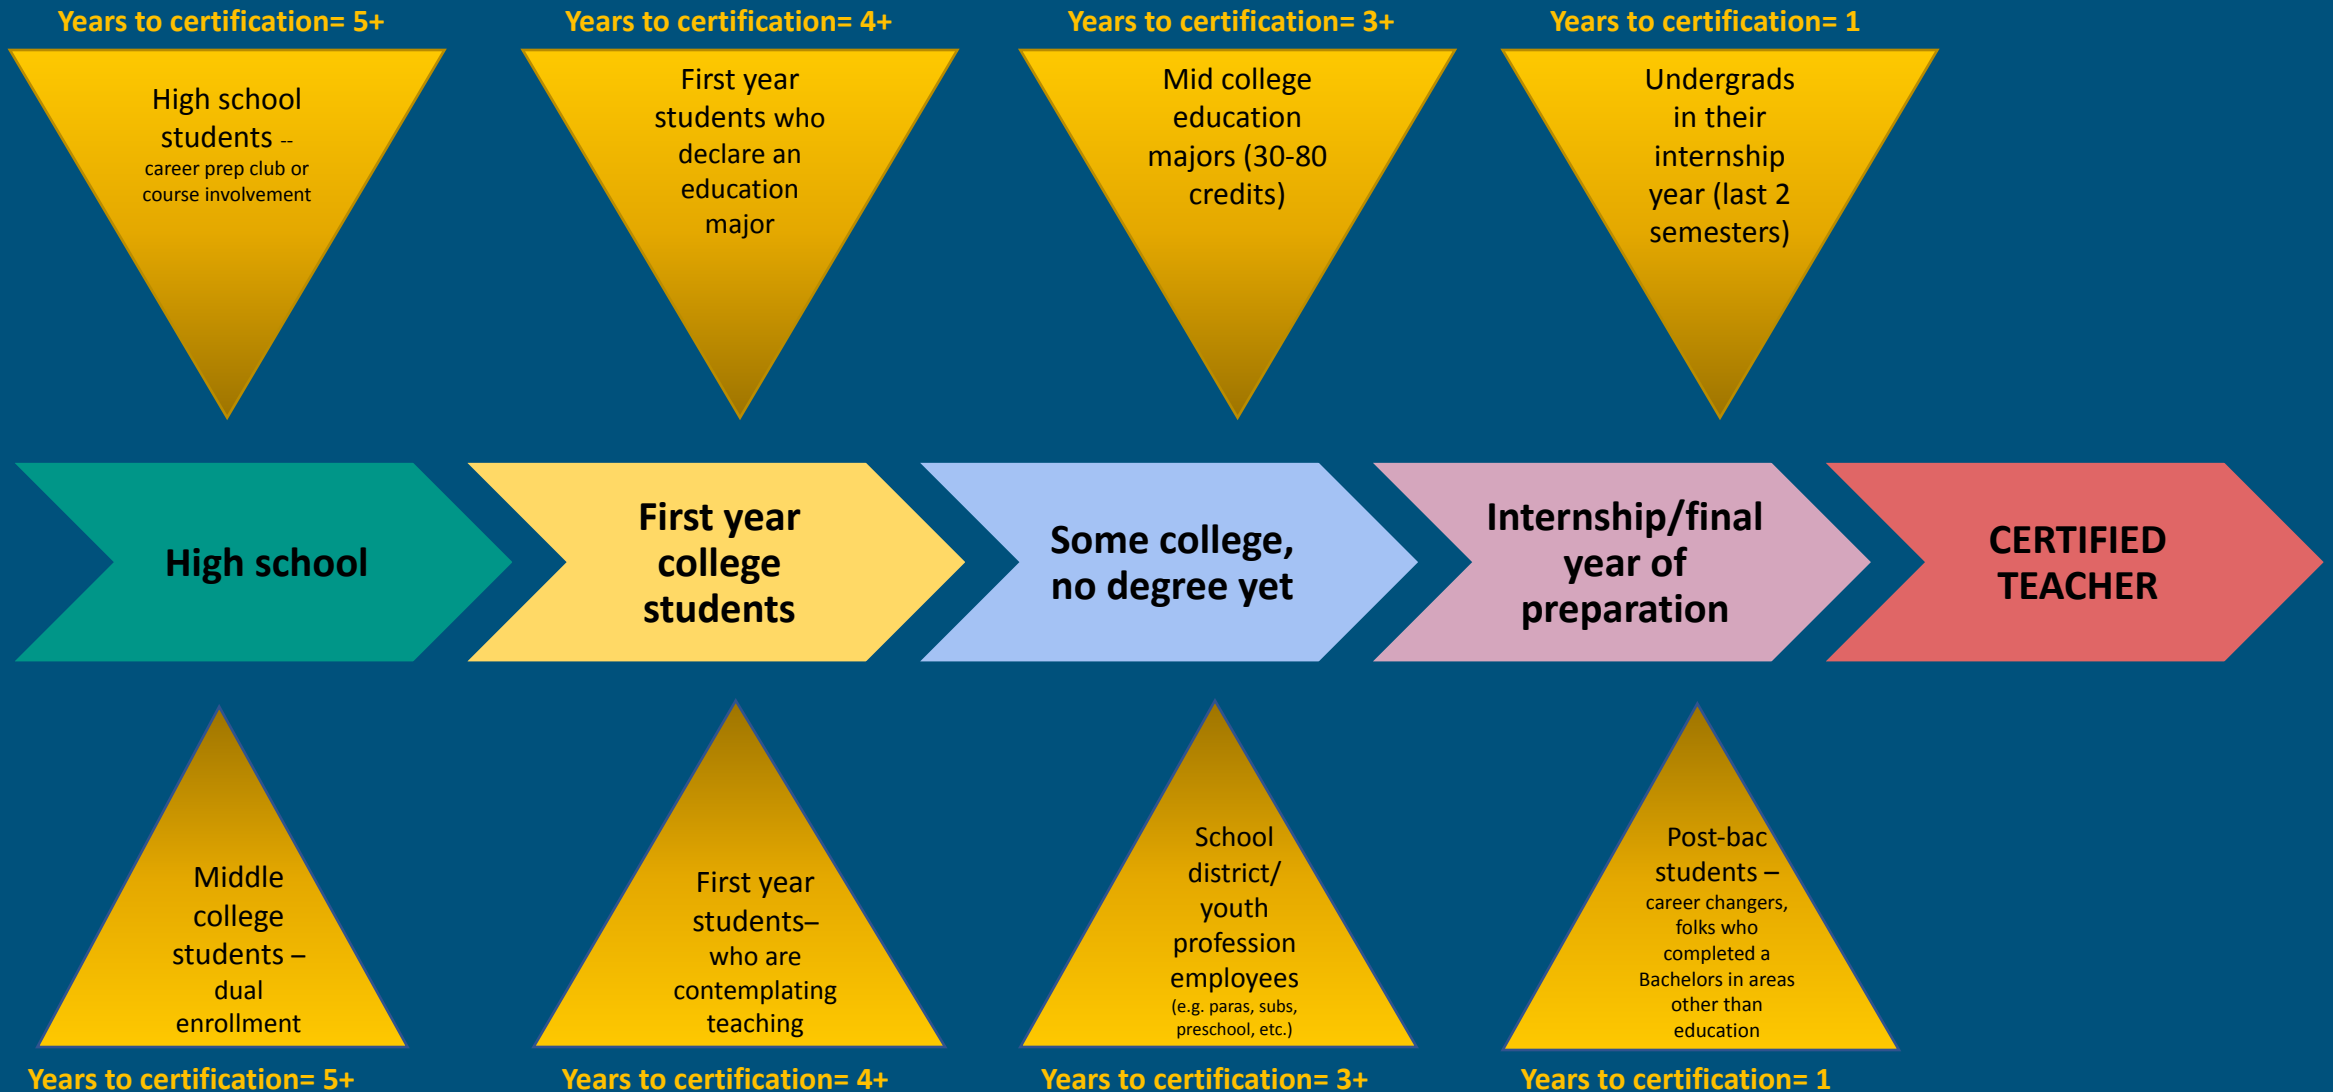 Years to certification= 5+
Years to certification= 4+
Years to certification= 3+
Years to certification= 1
High school
students --
career prep club or
course involvement
First year
students who
declare an
education
major
Mid college
education
majors (30-80
credits)
Undergrads
in their
internship
year (last 2
semesters)
High school
First year
college
students
Some college,
no degree yet
Internship/final
year of
preparation
CERTIFIED
TEACHER
Middle
college
students –
dual
enrollment
First year
students–
who are
contemplating
teaching
School
district/
youth
profession
employees
(e.g. paras, subs,
preschool, etc.)
Post-bac
students –
career changers,
folks who
completed a
Bachelors in areas
other than
education
Years to certification= 5+
Years to certification= 4+
Years to certification= 3+
Years to certification= 1